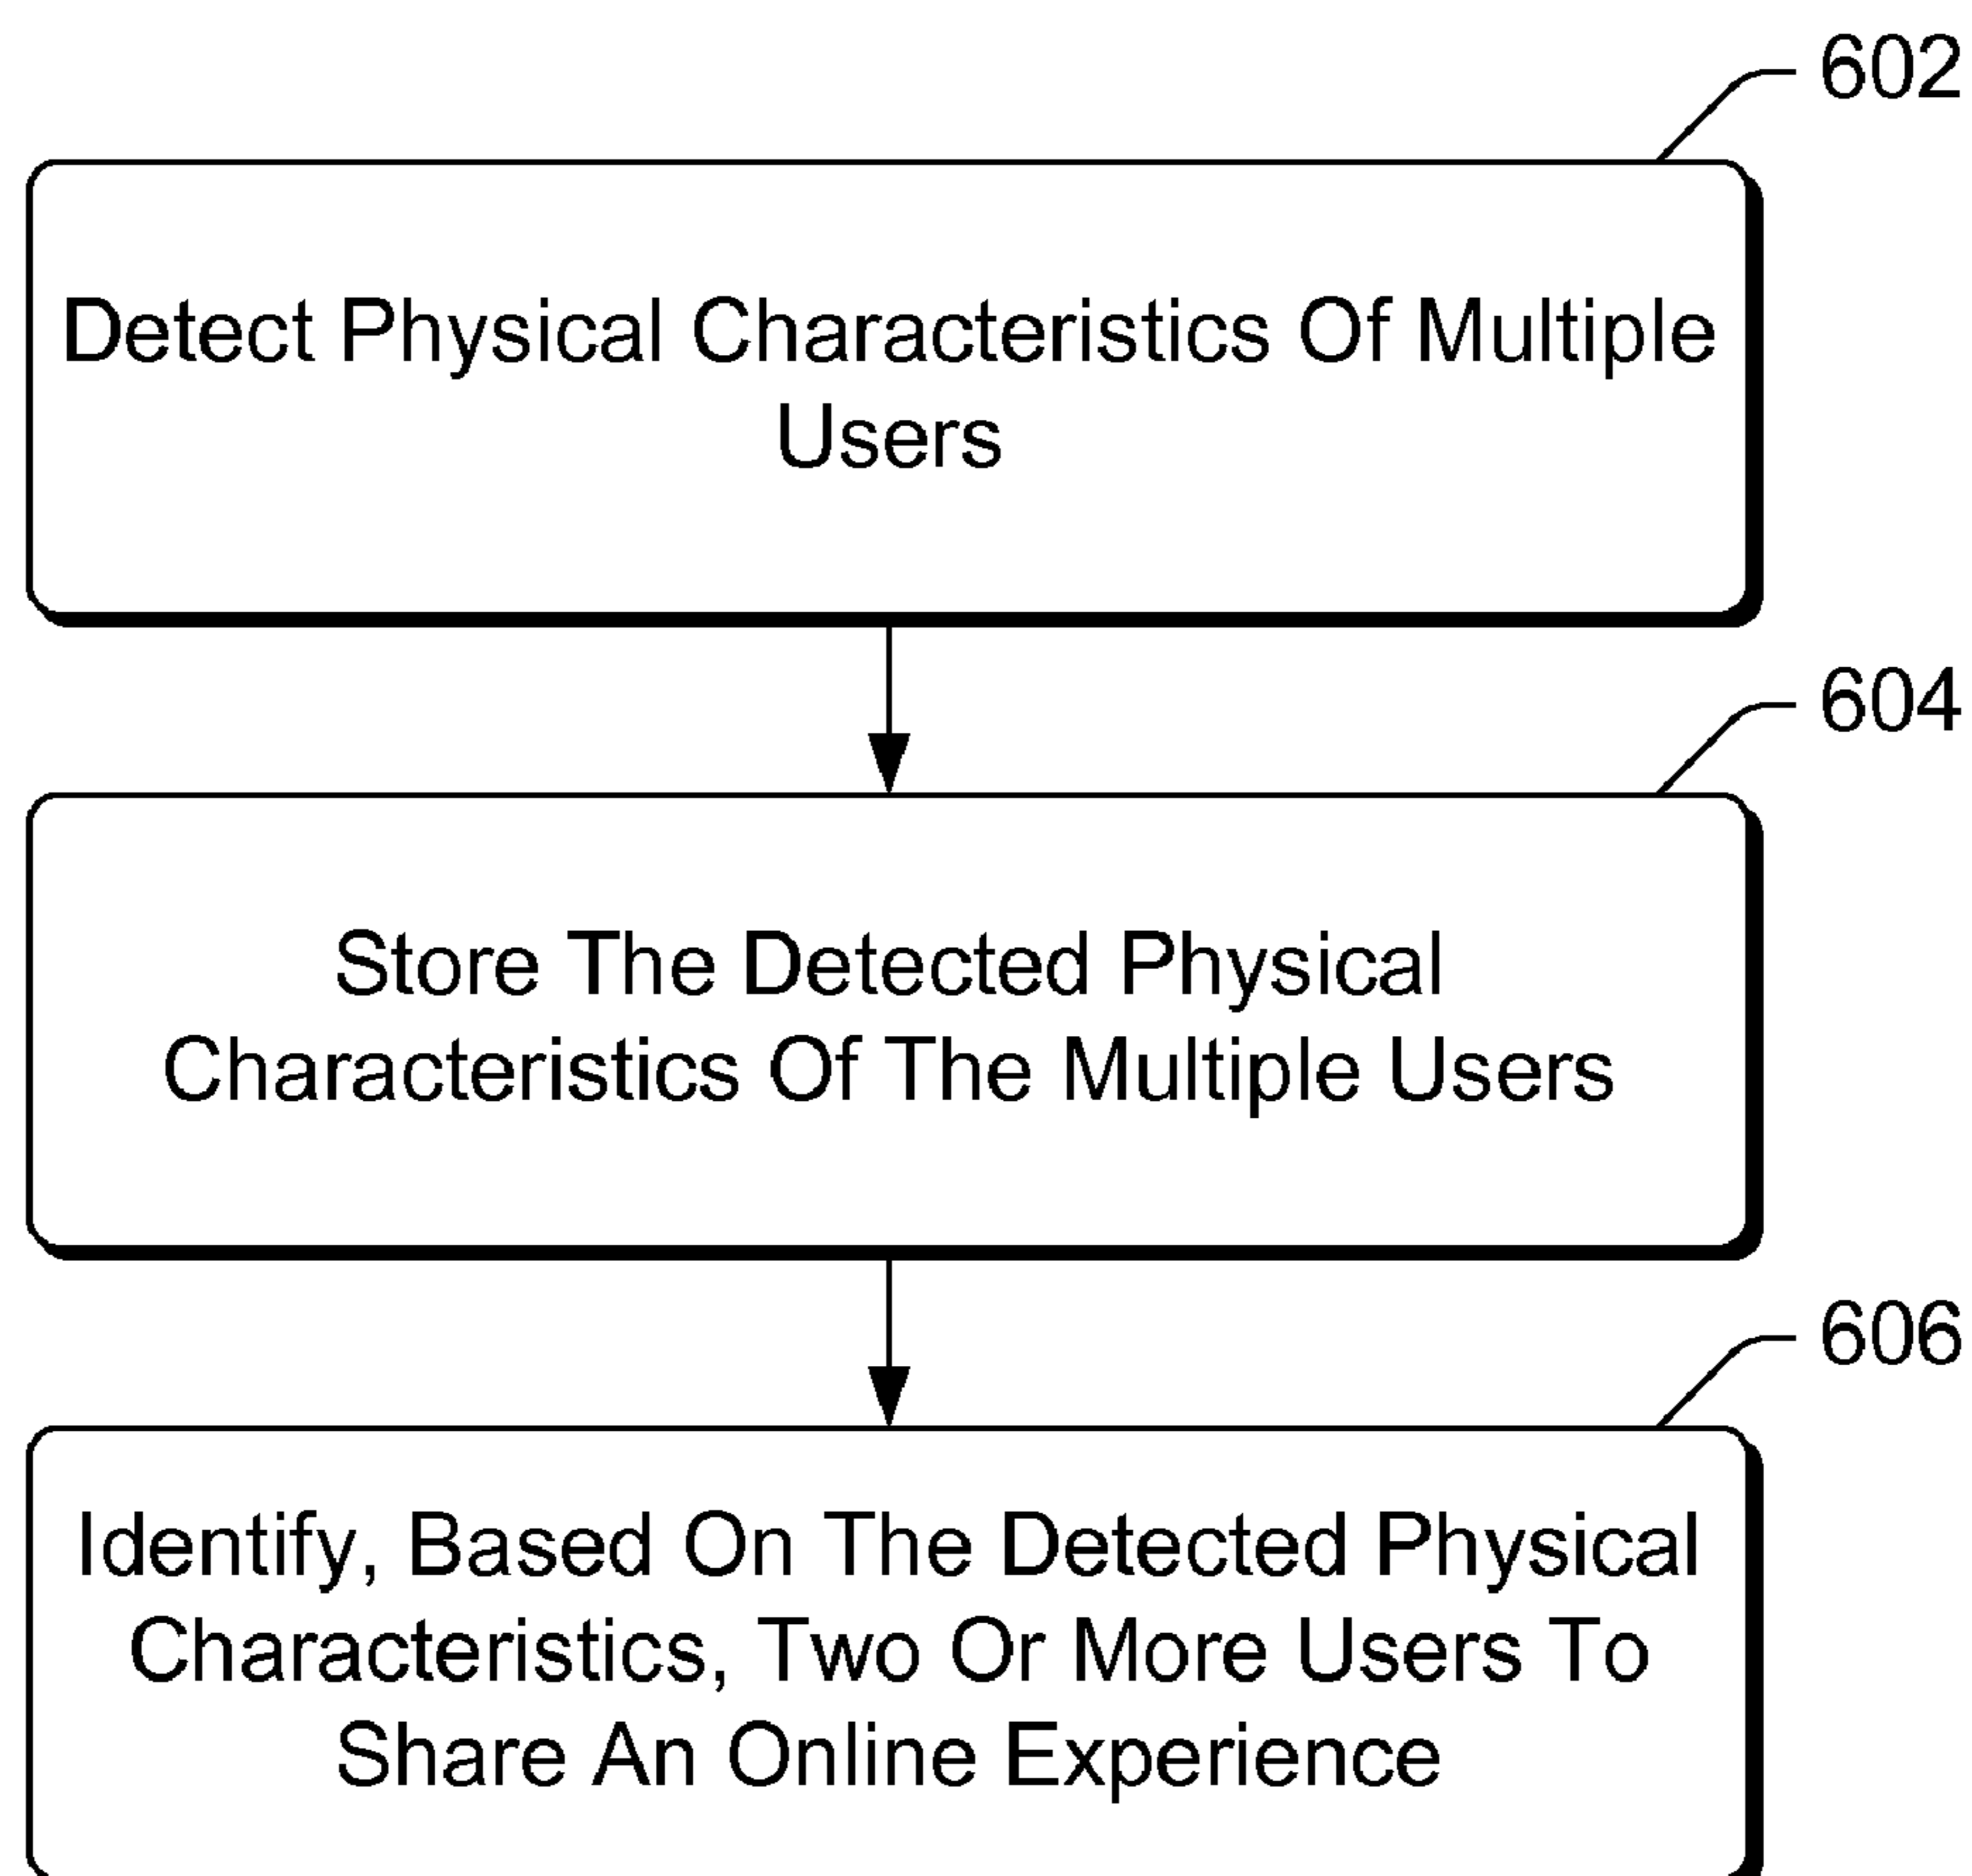 602
Detect Physical Characteristics Of Multiple
Users
604
Store The Detected Physical
Characteristics Of The Multiple Users
606
Identify, Based On The Detected Physical
Characteristics, Two Or More Users To
Share An Online Experience